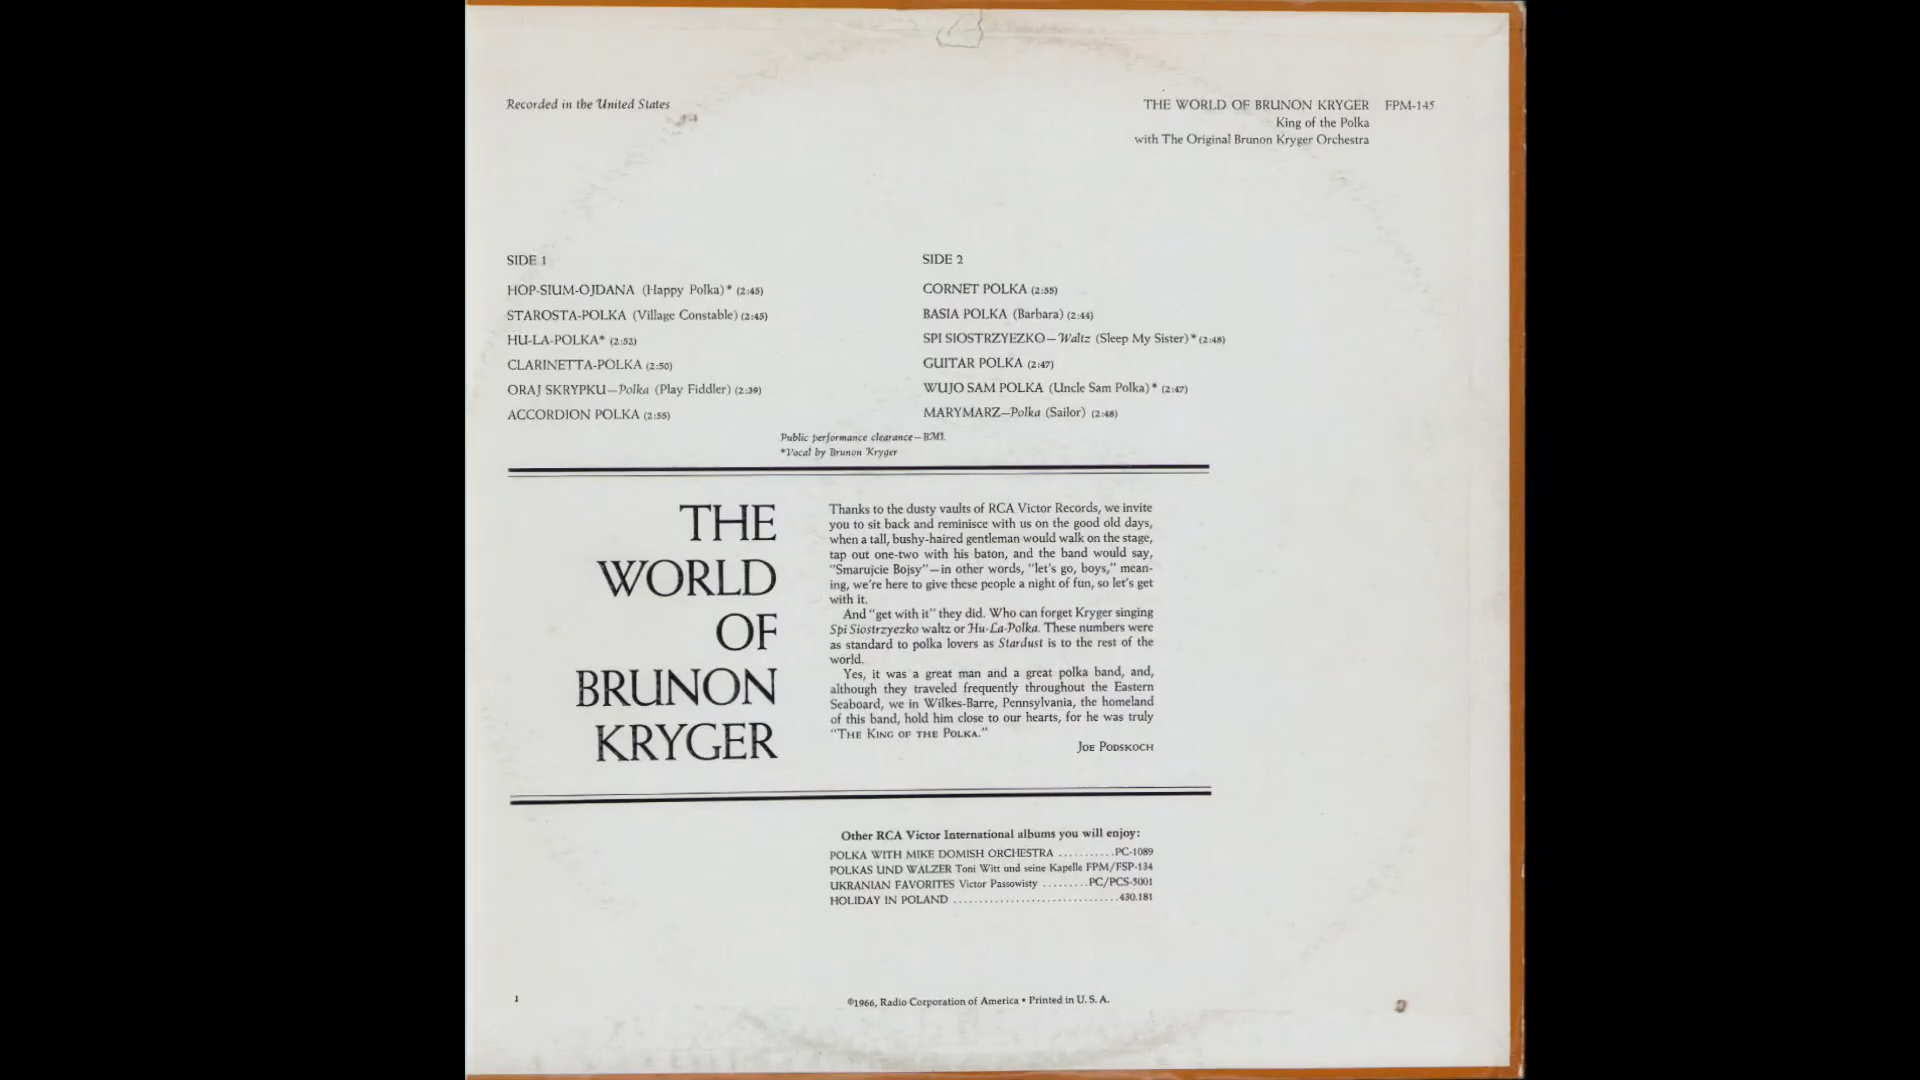 Recorded in the United States
THE WORLD OF BRUNON KRYGER FPM-145
King of the Polka
with The Original Brunon Kryger Orchestra
SIDE 1
HOP-SIUM-OJDANA (Happy Polka)* (2:45)
STAROSTA-POLKA (Village Constable) (2:45)
HU-LA-POLKA* (2:52)
CLARINETTA-POLKA (2:50)
ORAJ SKRYPKU—Polka (Play Fiddler) (2:39)
ACCORDION POLKA (2:55)
SIDE 2
CORNET POLKA (2:55)
BASIA POLKA (Barbara) (2:44)
SPI SIOSTRZYEZKO—Waltz (Sleep My Sister)* (2:48)
GUITAR POLKA (2:47)
WUJO SAM POLKA (Uncle Sam Polka)* (2:47)
MARYMARZ—Polka (Sailor) (2:48)
Public performance clearance—BMI.
*Vocal by Brunon Kryger
THE
WORLD
OF
BRUNON
KRYGER
Thanks to the dusty vaults of RCA Victor Records, we invite
you to sit back and reminisce with us on the good old days,
when a tall, bushy-haired gentleman would walk on the stage,
tap out one-two with his baton, and the band would say,
"Smarujcie Bojsy"—in other words, "let's go, boys," mean-
ing, we're here to give these people a night of fun, so let's get
with it.
And "get with it" they did. Who can forget Kryger singing
Spi Siostrzyezko waltz or Hu-La-Polka. These numbers were
as standard to polka lovers as Stardust is to the rest of the
world.
Yes, it was a great man and a great polka band, and,
although they traveled frequently throughout the Eastern
Seaboard, we in Wilkes-Barre, Pennsylvania, the homeland
of this band, hold him close to our hearts, for he was truly
"THE KING OF THE POLKA."
JOE PODSKOCH
Other RCA Victor International albums you will enjoy:
POLKA WITH MIKE DOMISH ORCHESTRA ...........PC-1089
POLKAS UND WALZER Toni Witt und seine Kapelle FPM/FSP-134
UKRANIAN FAVORITES Victor Passowisty .........PC/PCS-5001
HOLIDAY IN POLAND ................................430.181
1
©1966, Radio Corporation of America • Printed in U. S. A.